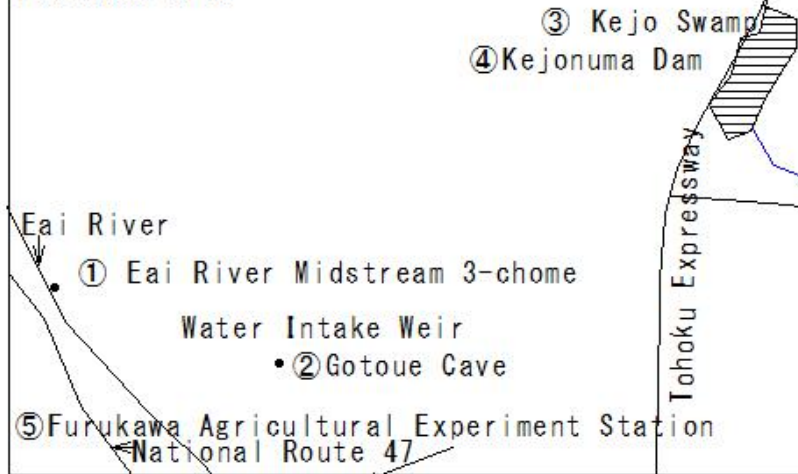 ③ Kejo Swamp
④Kejonuma Dam
Tohoku Expressway
Eai River
① Eai River Midstream 3-chome
Water Intake Weir
②Gotoue Cave
⑤Furukawa Agricultural Experiment Station
National Route 47